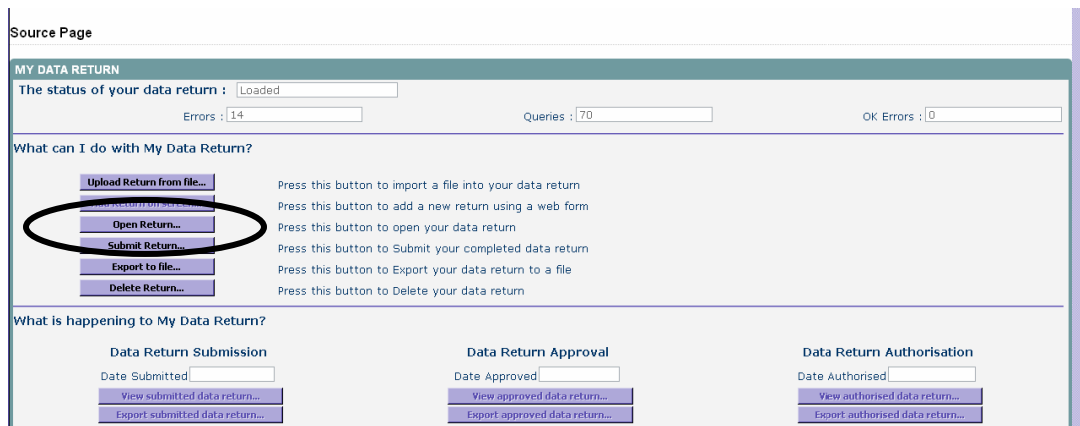 Source Page
MY DATA RETURN
The status of your data return : Loaded
Errors : 14 Queries : 70 OK Errors : 0
What can I do with My Data Return?
Upload Return from file... Press this button to import a file into your data return
Return on screen... Press this button to add a new return using a web form
Open Return... Press this button to open your data return
Submit Return... Press this button to Submit your completed data return
Export to file... Press this button to Export your data return to a file
Delete Return... Press this button to Delete your data return
What is happening to My Data Return?
Data Return Submission Data Return Approval Data Return Authorisation
Date Submitted Date Approved Date Authorised
View submitted data return... View approved data return... View authorised data return...
Export submitted data return... Export approved data return... Export authorised data return...